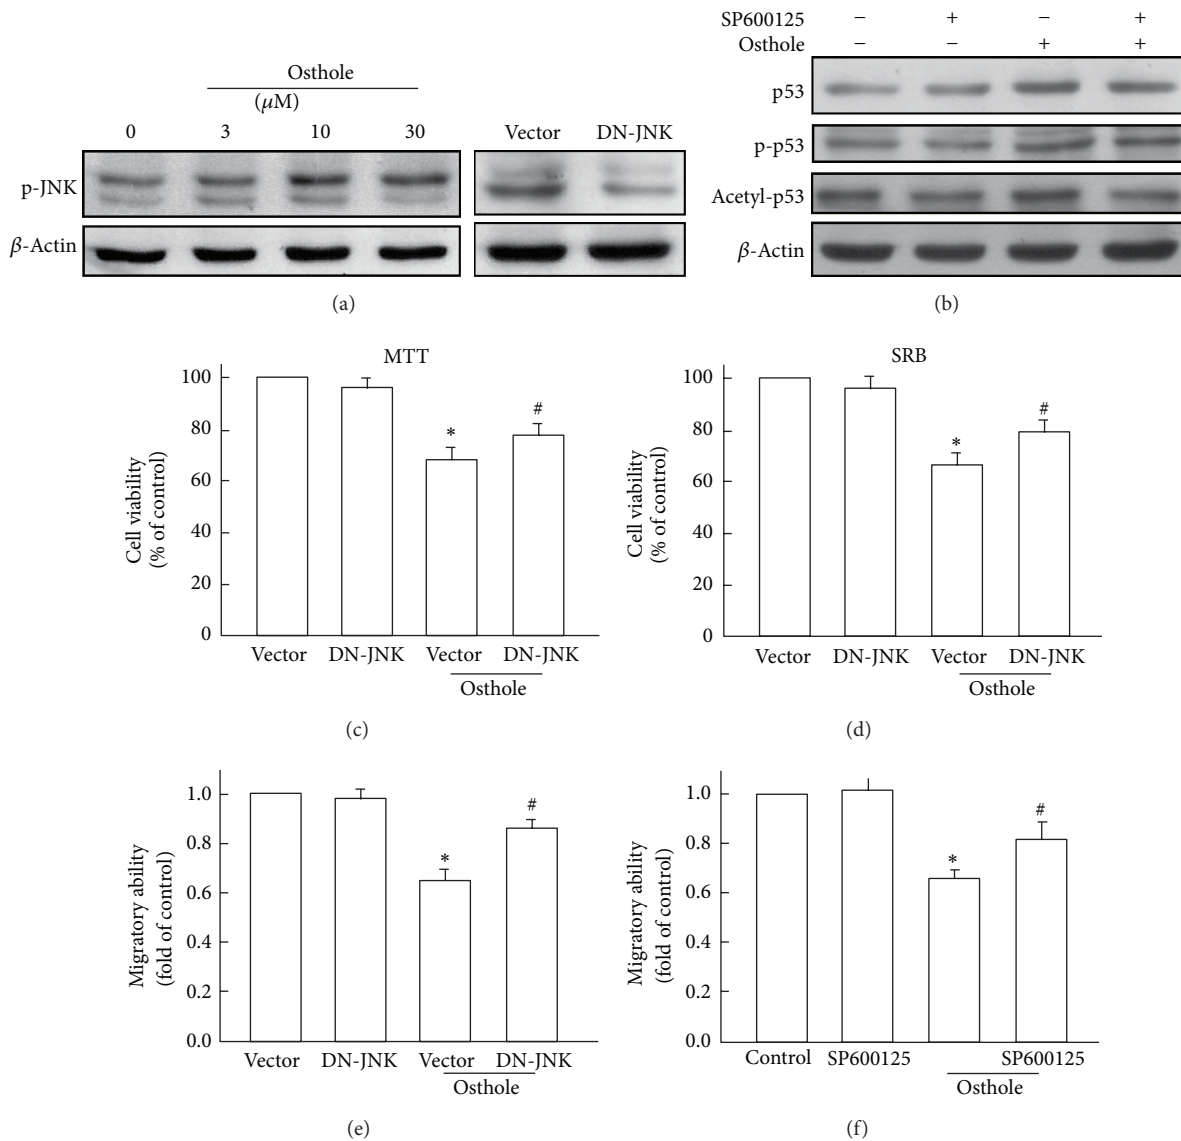 Osthole
(μM)
0 3 10 30
Vector DN-JNK
p-JNK
β-Actin
(a)
SP600125 − + − +
Osthole − − + +
p53
p-p53
Acetyl-p53
β-Actin
(b)
MTT
Cell viability
(% of control)
100
80
60
40
20
0
*
#
Vector DN-JNK Vector DN-JNK
Osthole
(c)
SRB
Cell viability
(% of control)
100
80
60
40
20
0
*
#
Vector DN-JNK Vector DN-JNK
Osthole
(d)
Migratory ability
(fold of control)
1.0
0.8
0.6
0.4
0.2
0.0
*
#
Vector DN-JNK Vector DN-JNK
Osthole
(e)
Migratory ability
(fold of control)
1.0
0.8
0.6
0.4
0.2
0.0
*
#
Control SP600125 SP600125
Osthole
(f)